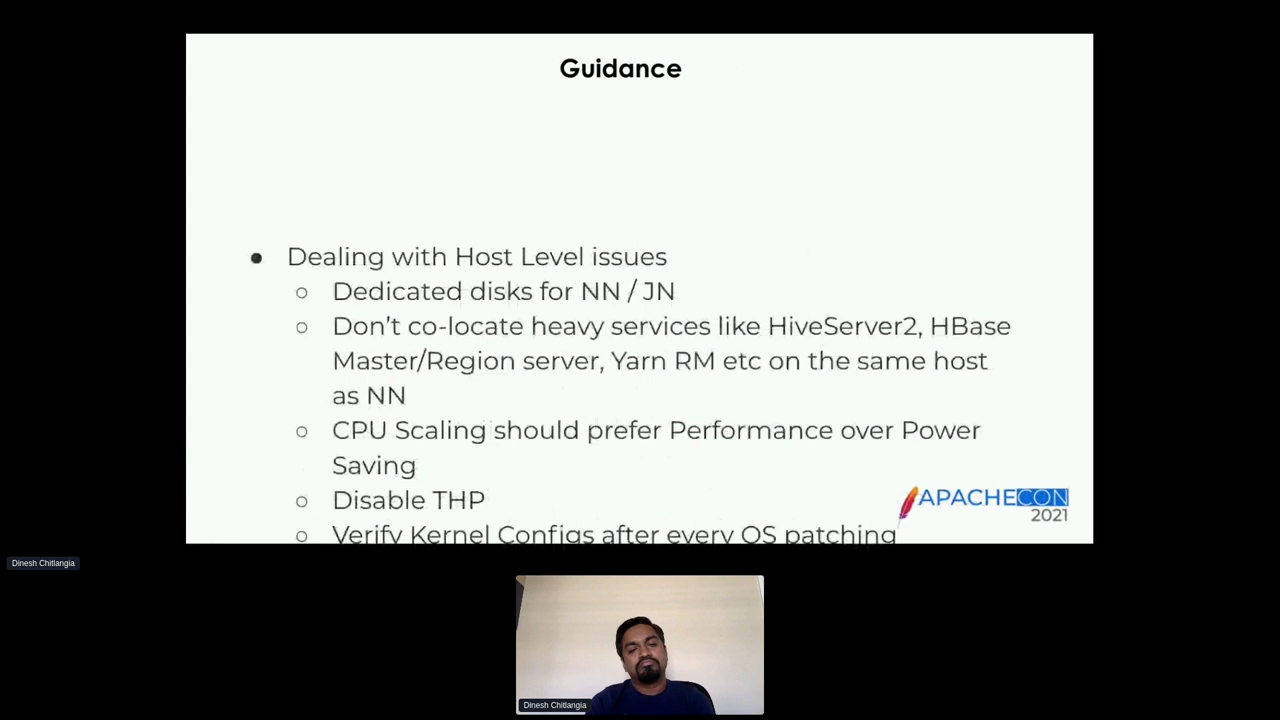 Guidance
● Dealing with Host Level issues
○ Dedicated disks for NN / JN
○ Don’t co-locate heavy services like HiveServer2, HBase
Master/Region server, Yarn RM etc on the same host
as NN
○ CPU Scaling should prefer Performance over Power
Saving
○ Disable THP
○ Verify Kernel Configs after every OS patching
APACHECON
2021
Dinesh Chitlangia
Dinesh Chitlangia